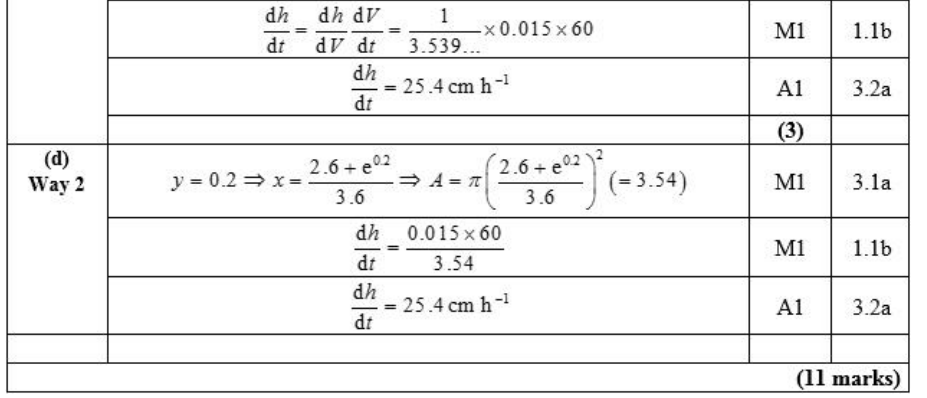 dh/dt = dh/dV dV/dt = 1/3.539... × 0.015 × 60 M1 1.1b
dh/dt = 25.4 cm h⁻¹ A1 3.2a
(3)
(d)
Way 2
y = 0.2 ⇒ x = (2.6 + e^0.2)/3.6 ⇒ A = π((2.6 + e^0.2)/3.6)² (= 3.54) M1 3.1a
dh/dt = (0.015 × 60)/3.54 M1 1.1b
dh/dt = 25.4 cm h⁻¹ A1 3.2a
(11 marks)